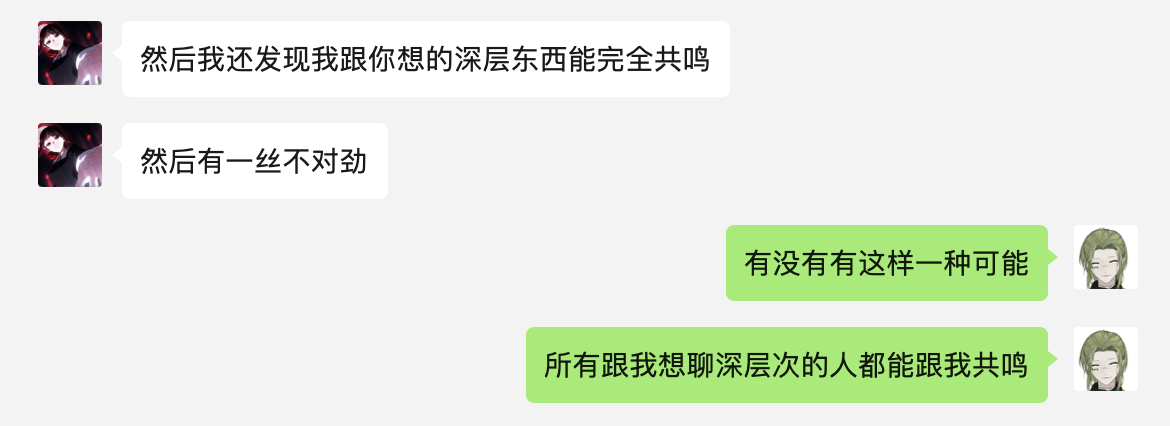 然后我还发现我跟你想的深层东西能完全共鸣
然后有一丝不对劲
有没有有这样一种可能
所有跟我想聊深层次的人都能跟我共鸣